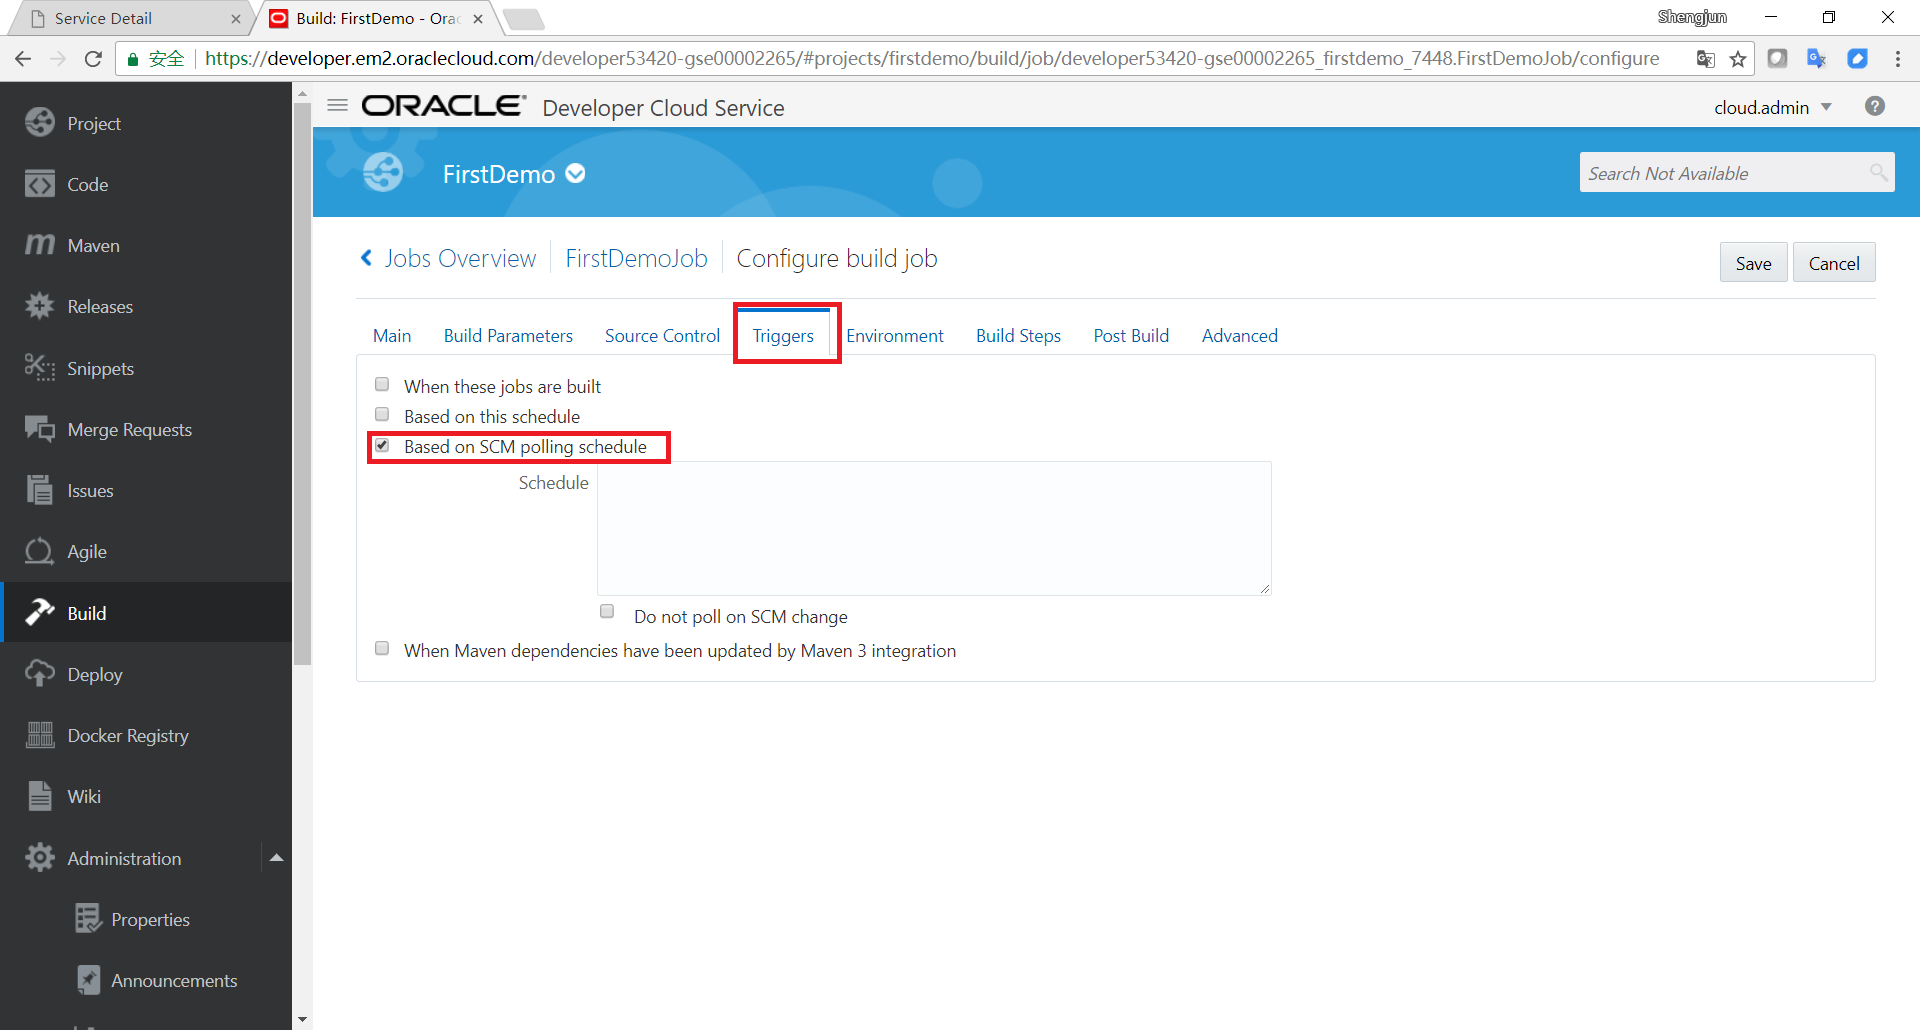 Service Detail
Build: FirstDemo - Orac
Shengjun
安全
https://developer.em2.oraclecloud.com/developer53420-gse00002265/#projects/firstdemo/build/job/developer53420-gse00002265_firstdemo_7448.FirstDemoJob/configure
ORACLE Developer Cloud Service
cloud.admin
Project
Code
Maven
Releases
Snippets
Merge Requests
Issues
Agile
Build
Deploy
Docker Registry
Wiki
Administration
Properties
Announcements
FirstDemo
Search Not Available
Jobs Overview FirstDemoJob Configure build job
Save Cancel
Main Build Parameters Source Control Triggers Environment Build Steps Post Build Advanced
When these jobs are built
Based on this schedule
Based on SCM polling schedule
Schedule
Do not poll on SCM change
When Maven dependencies have been updated by Maven 3 integration